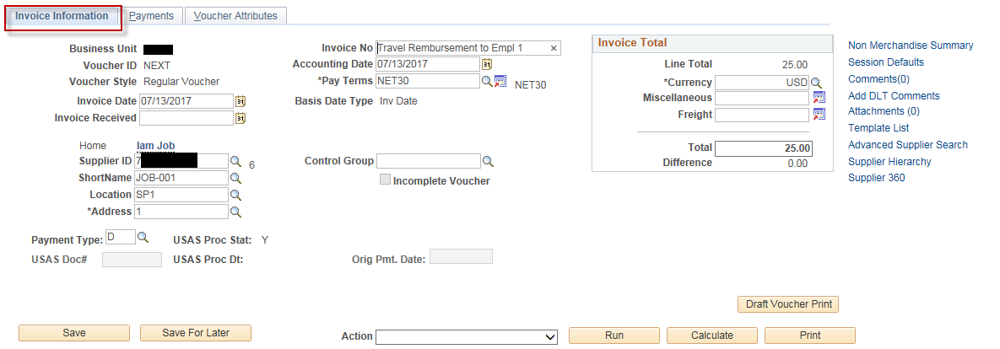 Invoice Information Payments Voucher Attributes
Business Unit
Voucher ID NEXT
Voucher Style Regular Voucher
Invoice Date 07/13/2017
Invoice Received
Invoice No Travel Rembursement to Empl 1
Accounting Date 07/13/2017
*Pay Terms NET30 NET30
Basis Date Type Inv Date
Invoice Total
Line Total 25.00
*Currency USD
Miscellaneous
Freight
Total 25.00
Difference 0.00
Non Merchandise Summary
Session Defaults
Comments(0)
Add DLT Comments
Attachments (0)
Template List
Advanced Supplier Search
Supplier Hierarchy
Supplier 360
Home Iam Job
Supplier ID 7 6
ShortName JOB-001
Location SP1
*Address 1
Control Group
Incomplete Voucher
Payment Type: D USAS Proc Stat: Y
USAS Doc# USAS Proc Dt: Orig Pmt. Date:
Draft Voucher Print
Save Save For Later Action Run Calculate Print